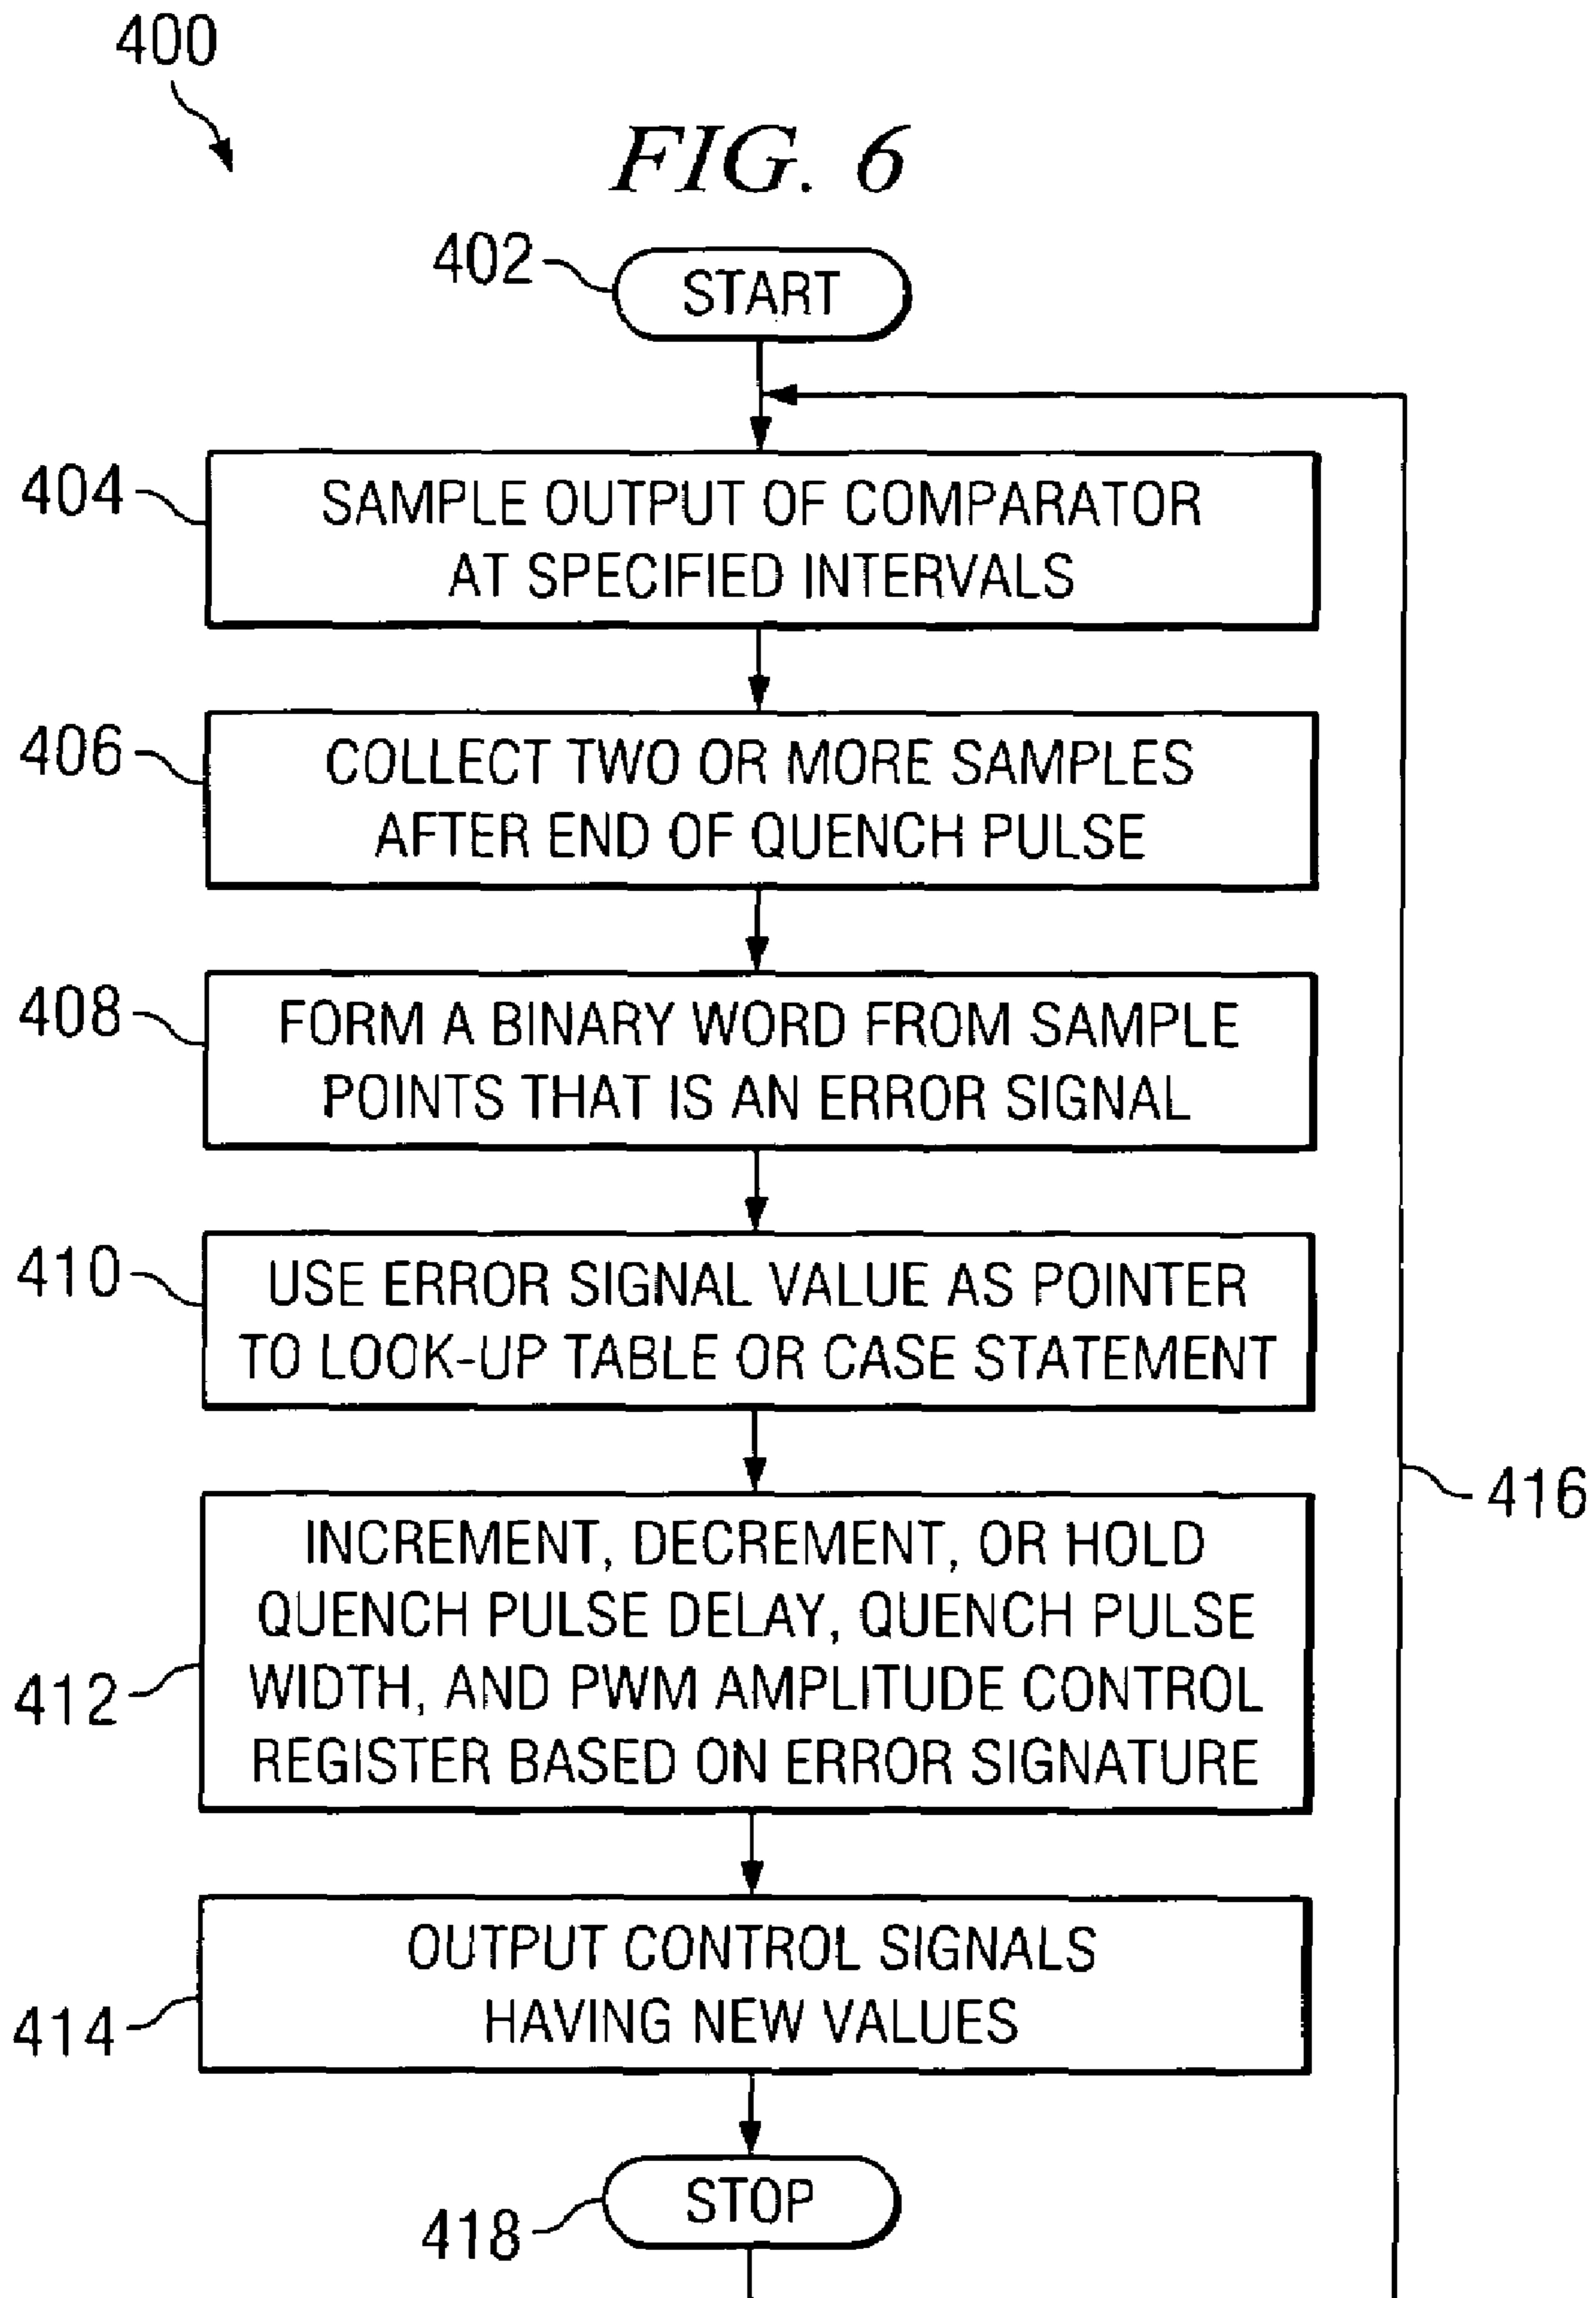 400
FIG. 6
402
START
404
SAMPLE OUTPUT OF COMPARATOR
AT SPECIFIED INTERVALS
406
COLLECT TWO OR MORE SAMPLES
AFTER END OF QUENCH PULSE
408
FORM A BINARY WORD FROM SAMPLE
POINTS THAT IS AN ERROR SIGNAL
410
USE ERROR SIGNAL VALUE AS POINTER
TO LOOK-UP TABLE OR CASE STATEMENT
416
412
INCREMENT, DECREMENT, OR HOLD
QUENCH PULSE DELAY, QUENCH PULSE
WIDTH, AND PWM AMPLITUDE CONTROL
REGISTER BASED ON ERROR SIGNATURE
414
OUTPUT CONTROL SIGNALS
HAVING NEW VALUES
418
STOP